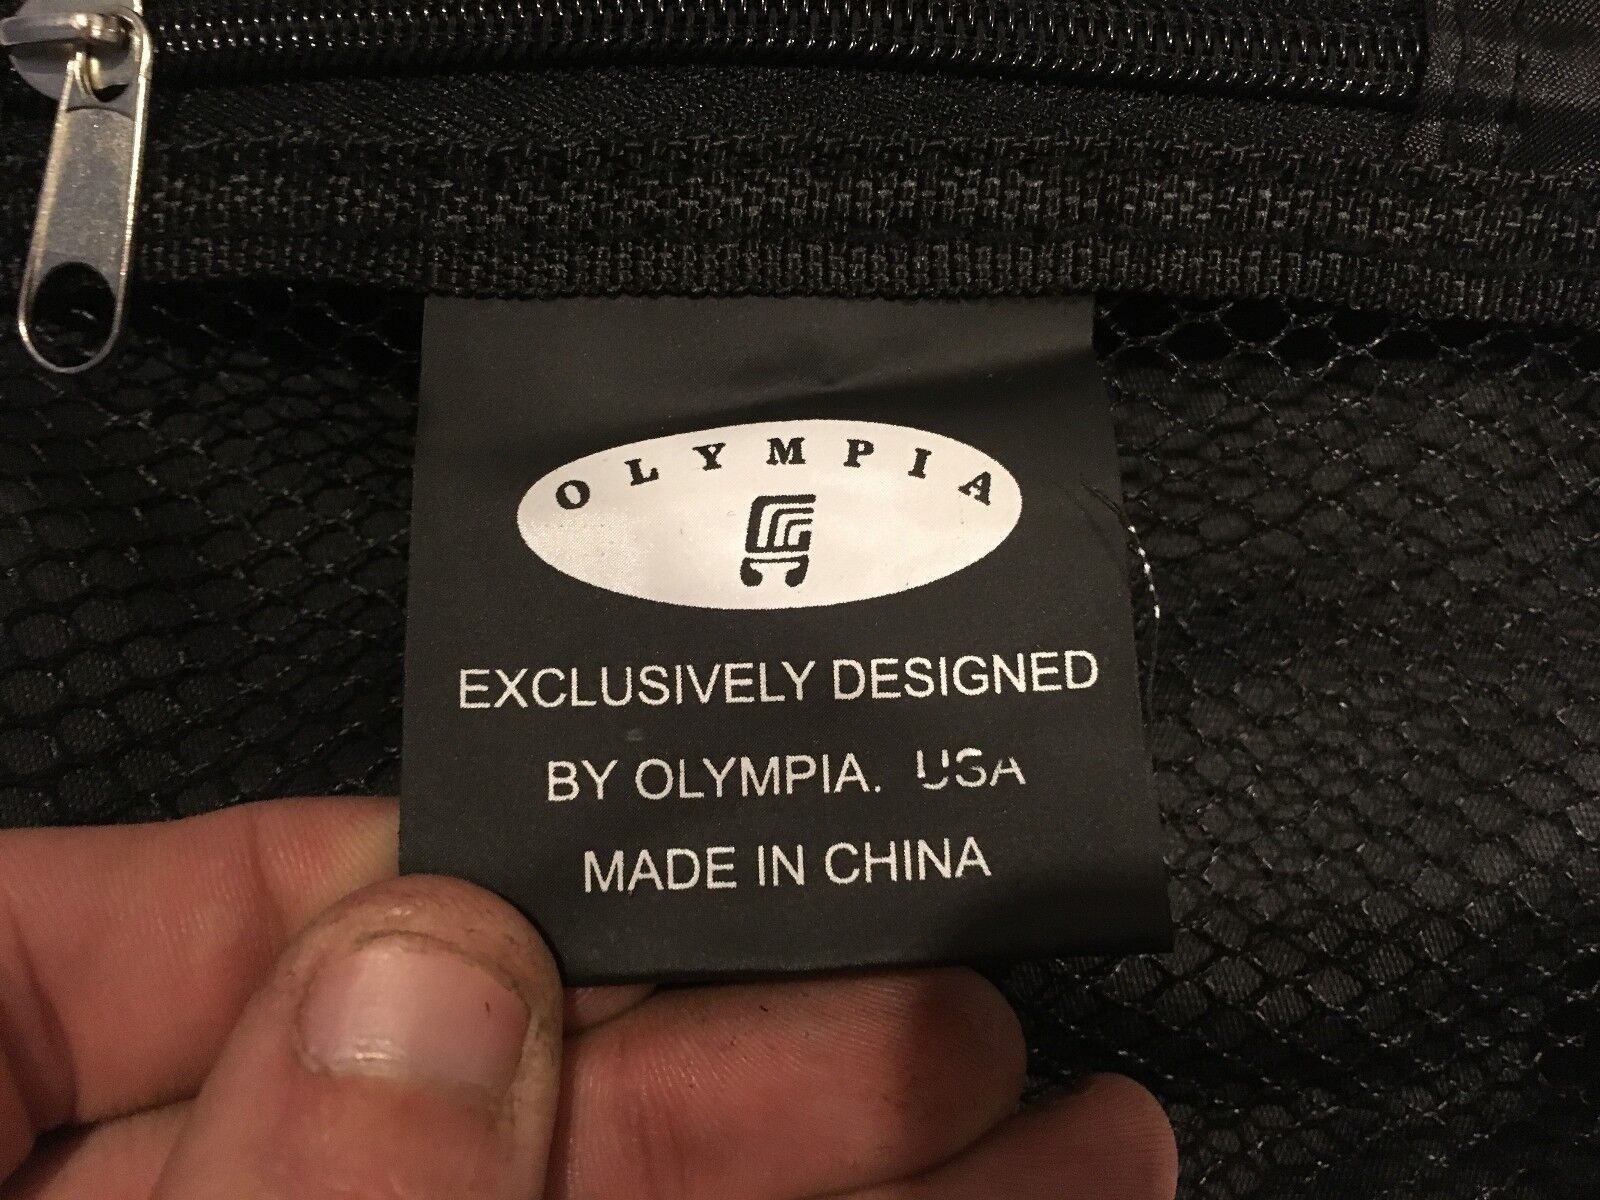 OLYMPIA
EXCLUSIVELY DESIGNED
BY OLYMPIA. USA
MADE IN CHINA